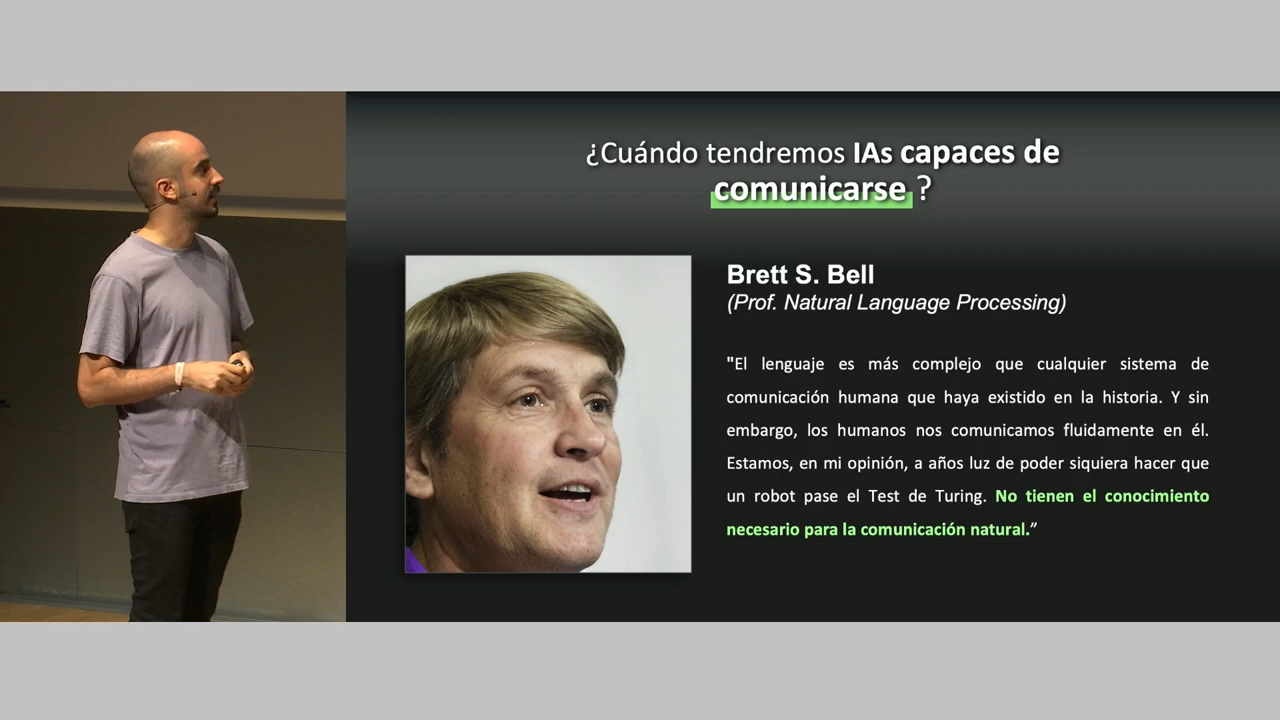 ¿Cuándo tendremos IAs capaces de
comunicarse ?
Brett S. Bell
(Prof. Natural Language Processing)
"El lenguaje es más complejo que cualquier sistema de
comunicación humana que haya existido en la historia. Y sin
embargo, los humanos nos comunicamos fluidamente en él.
Estamos, en mi opinión, a años luz de poder siquiera hacer que
un robot pase el Test de Turing. No tienen el conocimiento
necesario para la comunicación natural.”